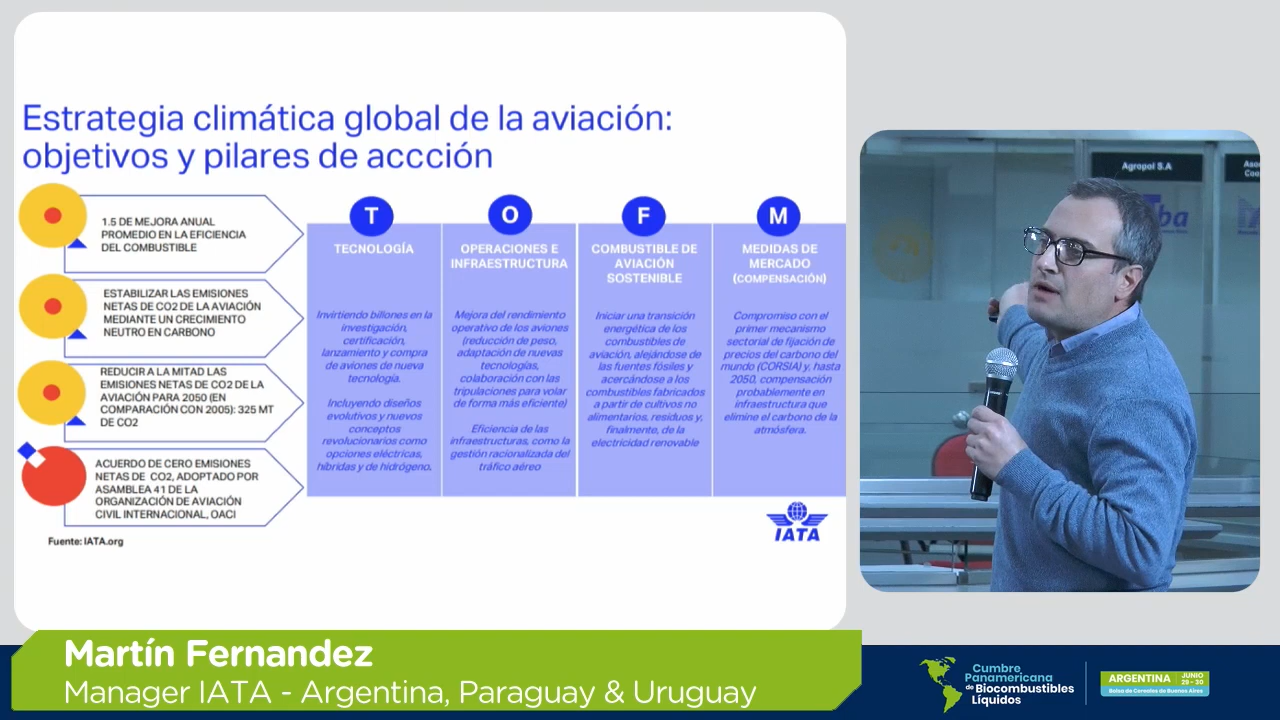 Estrategia climática global de la aviación:
objetivos y pilares de accción
1.5 DE MEJORA ANUAL
PROMEDIO EN LA EFICIENCIA
DEL COMBUSTIBLE
ESTABILIZAR LAS EMISIONES
NETAS DE CO2 DE LA AVIACIÓN
MEDIANTE UN CRECIMIENTO
NEUTRO EN CARBONO
REDUCIR A LA MITAD LAS
EMISIONES NETAS DE CO2 DE LA
AVIACIÓN PARA 2050 (EN
COMPARACIÓN CON 2005): 325 MT
DE CO2
ACUERDO DE CERO EMISIONES
NETAS DE CO2, ADOPTADO POR
ASAMBLEA 41 DE LA
ORGANIZACIÓN DE AVIACIÓN
CIVIL INTERNACIONAL, OACI
Fuente: IATA.org
T
TECNOLOGÍA
Invirtiendo billones en la
investigación,
certificación,
lanzamiento y compra
de aviones de nueva
tecnología.
Incluyendo diseños
evolutivos y nuevos
conceptos
revolucionarios como
opciones eléctricas,
híbridas y de hidrógeno.
O
OPERACIONES E
INFRAESTRUCTURA
Mejora del rendimiento
operativo de los aviones
(reducción de peso,
adaptación de nuevas
tecnologías,
colaboración con las
tripulaciones para volar
de forma más eficiente)
Eficiencia de las
infraestructuras, como la
gestión racionalizada del
tráfico aéreo
F
COMBUSTIBLE DE
AVIACIÓN
SOSTENIBLE
Iniciar una transición
energética de los
combustibles de
aviación, alejándose de
las fuentes fósiles y
acercándose a los
combustibles fabricados
a partir de cultivos no
alimentarios, residuos y,
finalmente, de la
electricidad renovable
M
MEDIDAS DE
MERCADO
(COMPENSACIÓN)
Compromiso con el
primer mecanismo
sectorial de fijación de
precios del carbono del
mundo (CORSIA) y, hasta
2050, compensación
probablemente en
infraestructura que
elimine el carbono de la
atmósfera.
IATA
Agropol S.A
Martín Fernandez
Manager IATA - Argentina, Paraguay & Uruguay
Cumbre
Panamericana
de Biocombustibles
Líquidos
ARGENTINA JUNIO 29 - 30
Bolsa de Cereales de Buenos Aires